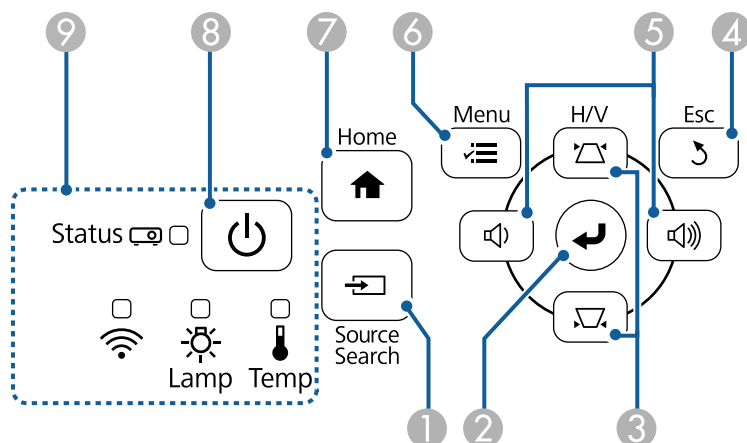 9
8
7
6
5
4
Menu
H/V
Esc
Home
Status
Source
Search
Lamp
Temp
1
2
3